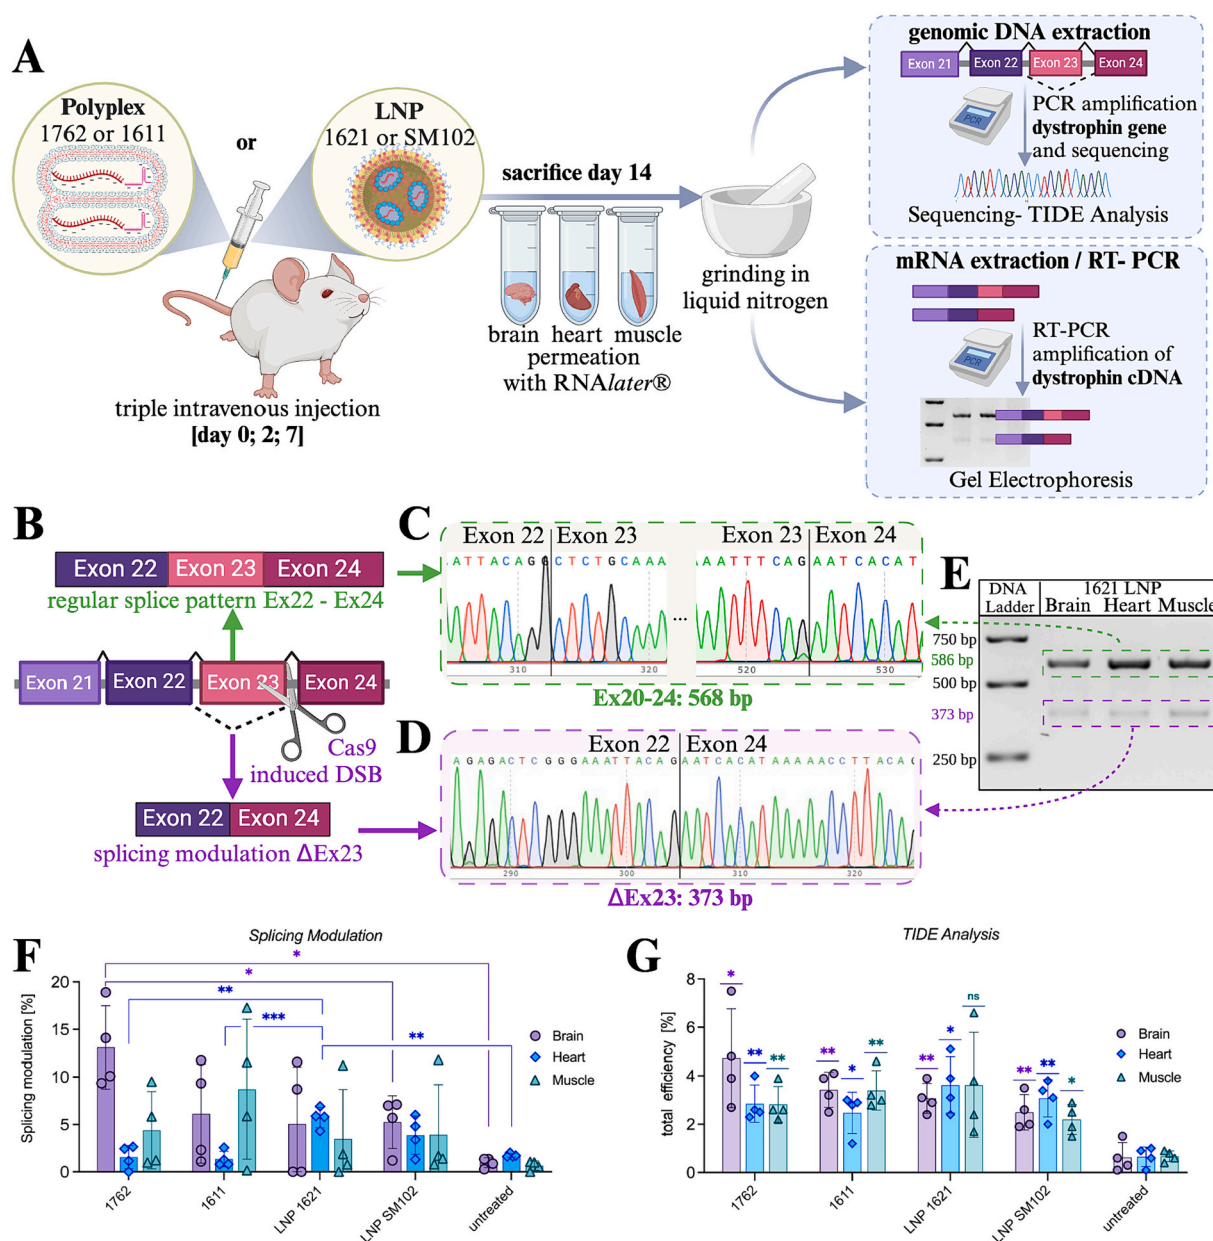 A
Polyplex
1762 or 1611
or
LNP
1621 or SM102
triple intravenous injection
[day 0; 2; 7]
sacrifice day 14
brain heart muscle
permeation
with RNAlater®
grinding in
liquid nitrogen
genomic DNA extraction
Exon 21 Exon 22 Exon 23 Exon 24
PCR
PCR amplification
dystrophin gene
and sequencing
Sequencing- TIDE Analysis
mRNA extraction / RT- PCR
PCR
RT-PCR
amplification of
dystrophin cDNA
Gel Electrophoresis
B
Exon 22 Exon 23 Exon 24
regular splice pattern Ex22 - Ex24
Exon 21 Exon 22 Exon 23 Exon 24
Cas9
induced DSB
Exon 22 Exon 24
splicing modulation ΔEx23
C
Exon 22 Exon 23
ATTACAGGCTCTGCAAA
310 320
...
Exon 23 Exon 24
AAATTTCAGAATCACAT
520 530
Ex20-24: 568 bp
D
Exon 22 Exon 24
AGAGACTCGGGAAATTACAGAATCACATAAAAACCTTACAG
290 300 310 320
ΔEx23: 373 bp
E
DNA
Ladder
1621 LNP
Brain Heart Muscle
750 bp
586 bp
500 bp
373 bp
250 bp
F
Splicing Modulation
Splicing modulation [%]
20
15
10
5
0
*
*
**
***
**
Brain
Heart
Muscle
1762
1611
LNP 1621
LNP SM102
untreated
G
TIDE Analysis
total efficiency [%]
8
6
4
2
0
* ** **
** * **
** * ns
** ** *
Brain
Heart
Muscle
1762
1611
LNP 1621
LNP SM102
untreated